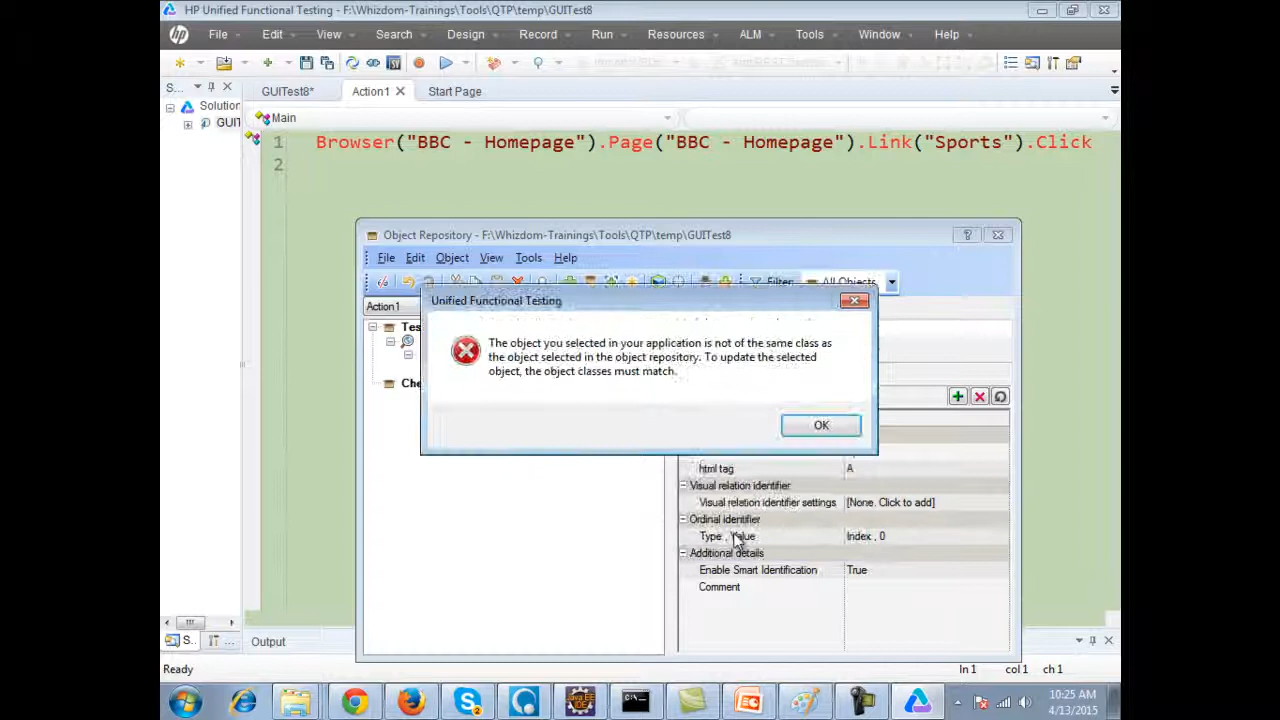 HP Unified Functional Testing - F:\Whizdom-Trainings\Tools\QTP\temp\GUITest8
hp File Edit View Search Design Record Run Resources ALM Tools Window Help
S... GUITest8* Action1 Start Page
Solution Main
GUIT 1 Browser("BBC - Homepage").Page("BBC - Homepage").Link("Sports").Click
2
Object Repository - F:\Whizdom-Trainings\Tools\QTP\temp\GUITest8
File Edit Object View Tools Help
Filter: All Objects
Action1
Unified Functional Testing
The object you selected in your application is not of the same class as
the object selected in the object repository. To update the selected
object, the object classes must match.
OK
html tag A
Visual relation identifier
Visual relation identifier settings [None. Click to add]
Ordinal identifier
Type , Value Index , 0
Additional details
Enable Smart Identification True
Comment
S.. ... Output
Ready ln 1 col 1 ch 1
10:25 AM
4/13/2015